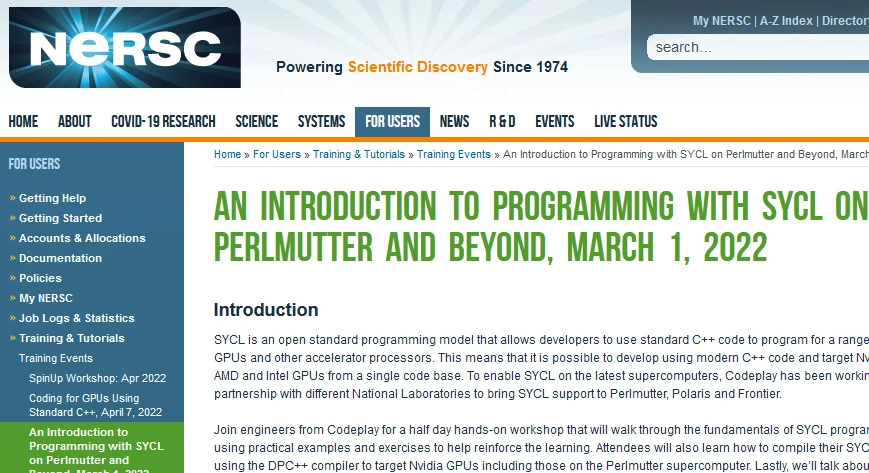 NERSC
Powering Scientific Discovery Since 1974
My NERSC | A-Z Index |
search...
HOME ABOUT COVID-19 RESEARCH SCIENCE SYSTEMS FOR USERS NEWS R & D EVENTS LIVE STATUS
FOR USERS
» Getting Help
» Getting Started
» Accounts & Allocations
» Documentation
» Policies
» My NERSC
» Job Logs & Statistics
» Training & Tutorials
Training Events
SpinUp Workshop: Apr 2022
Coding for GPUs Using
Standard C++, April 7, 2022
An Introduction to
Programming with SYCL
on Perlmutter and
Home » For Users » Training & Tutorials » Training Events » An Introduction to Programming with SYCL on Perlmutter and Beyond, March
AN INTRODUCTION TO PROGRAMMING WITH SYCL ON
PERLMUTTER AND BEYOND, MARCH 1, 2022
Introduction
SYCL is an open standard programming model that allows developers to use standard C++ code to program for a range
GPUs and other accelerator processors. This means that it is possible to develop using modern C++ code and target
AMD and Intel GPUs from a single code base. To enable SYCL on the latest supercomputers, Codeplay has been
partnership with different National Laboratories to bring SYCL support to Perlmutter, Polaris and Frontier.
Join engineers from Codeplay for a half day hands-on workshop that will walk through the fundamentals of SYCL
using practical examples and exercises to help reinforce the learning. Attendees will also learn how to compile their
using the DPC++ compiler to target Nvidia GPUs including those on the Perlmutter supercomputer. Lastly, we'll talk